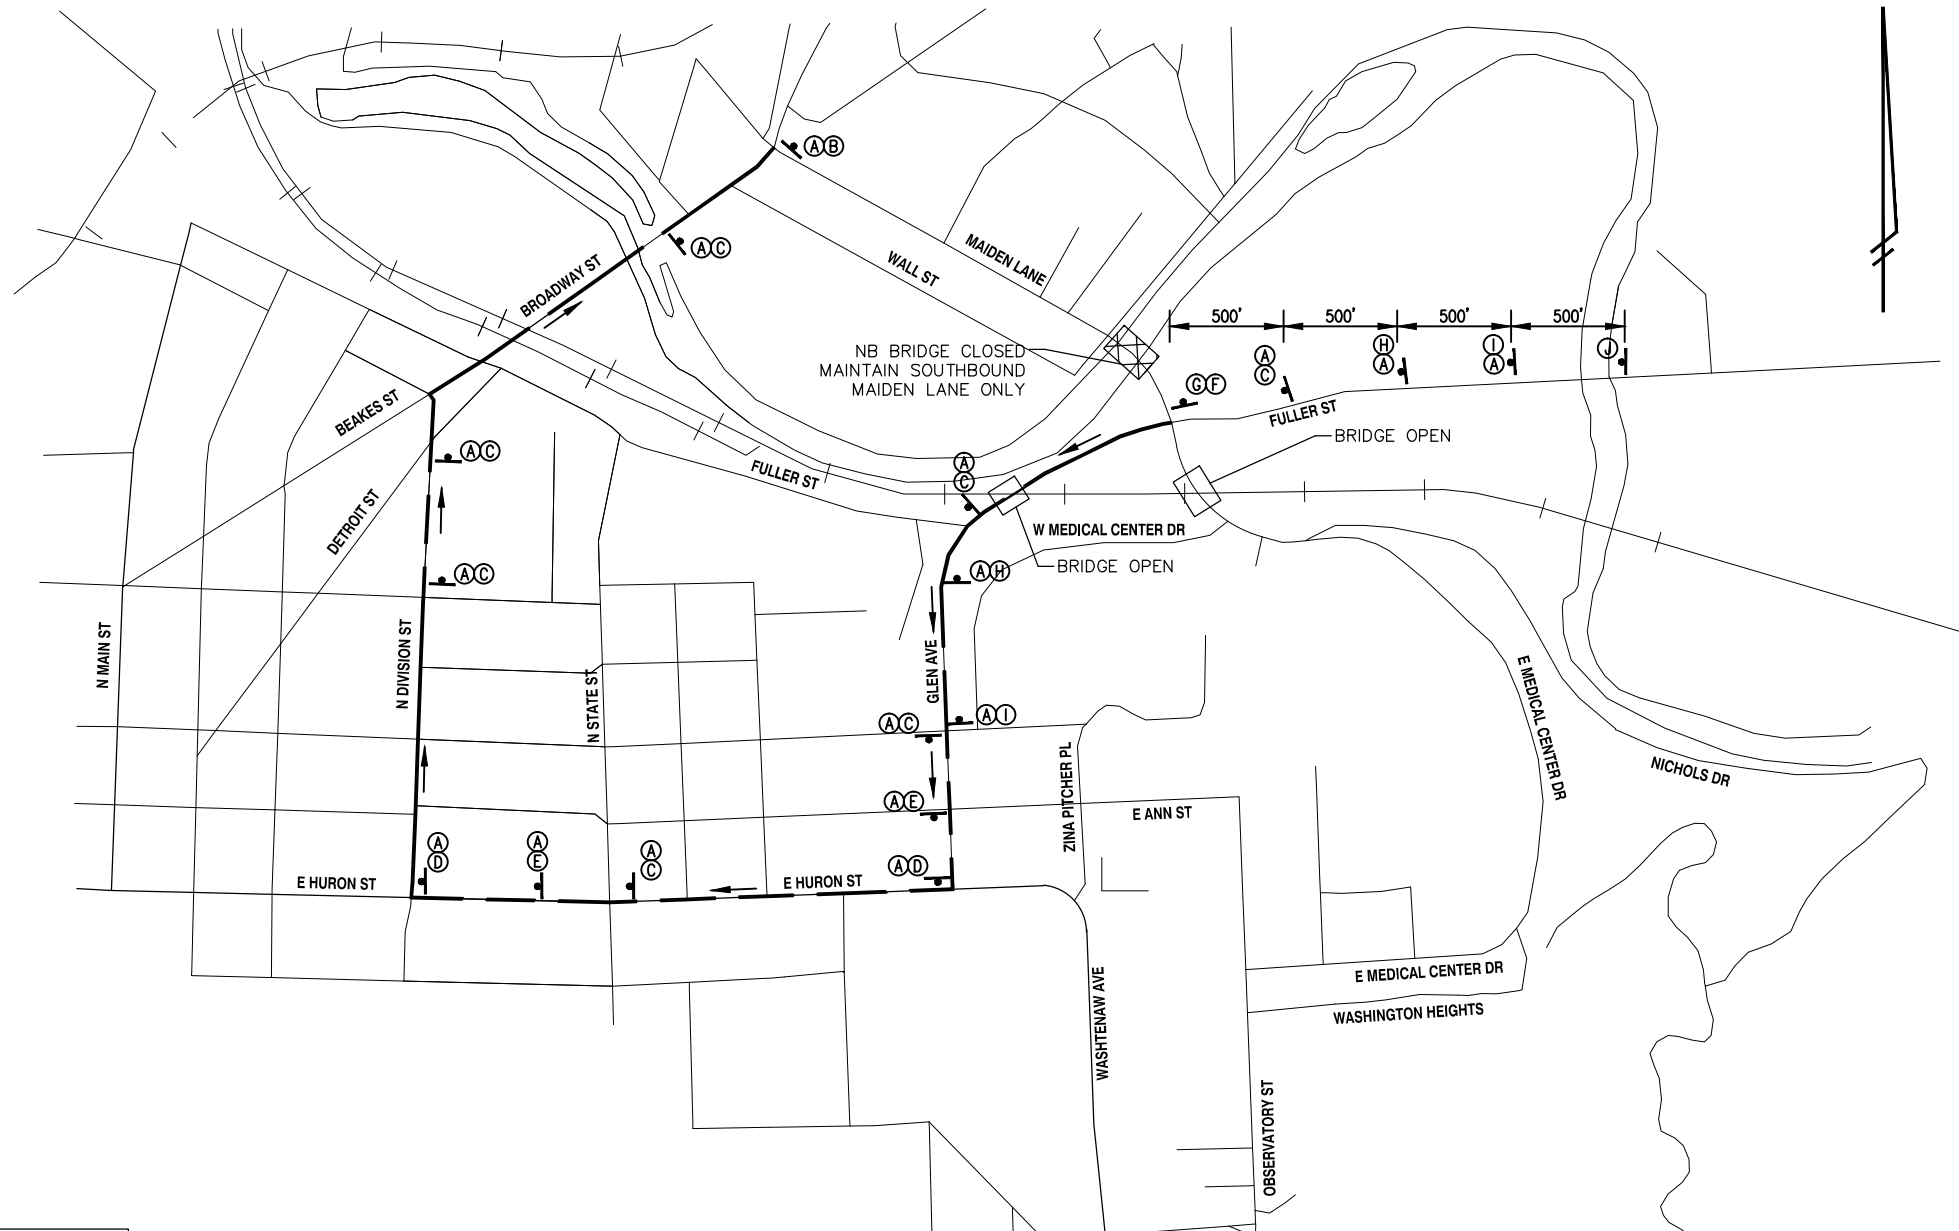 A B
A C
MAIDEN LANE
WALL ST
BROADWAY ST
500' 500' 500' 500'
NB BRIDGE CLOSED
MAINTAIN SOUTHBOUND
MAIDEN LANE ONLY
A
C
H
A
I
A
J
G F
FULLER ST
BRIDGE OPEN
BEAKES ST
A C
FULLER ST
A
C
DETROIT ST
W MEDICAL CENTER DR
BRIDGE OPEN
A C
A H
N MAIN ST
N DIVISION ST
N STATE ST
GLEN AVE
E MEDICAL CENTER DR
A C
A I
ZINA PITCHER PL
NICHOLS DR
A E
E ANN ST
A
D
A
E
A
C
A D
E HURON ST
E HURON ST
WASHTENAW AVE
E MEDICAL CENTER DR
WASHINGTON HEIGHTS
OBSERVATORY ST